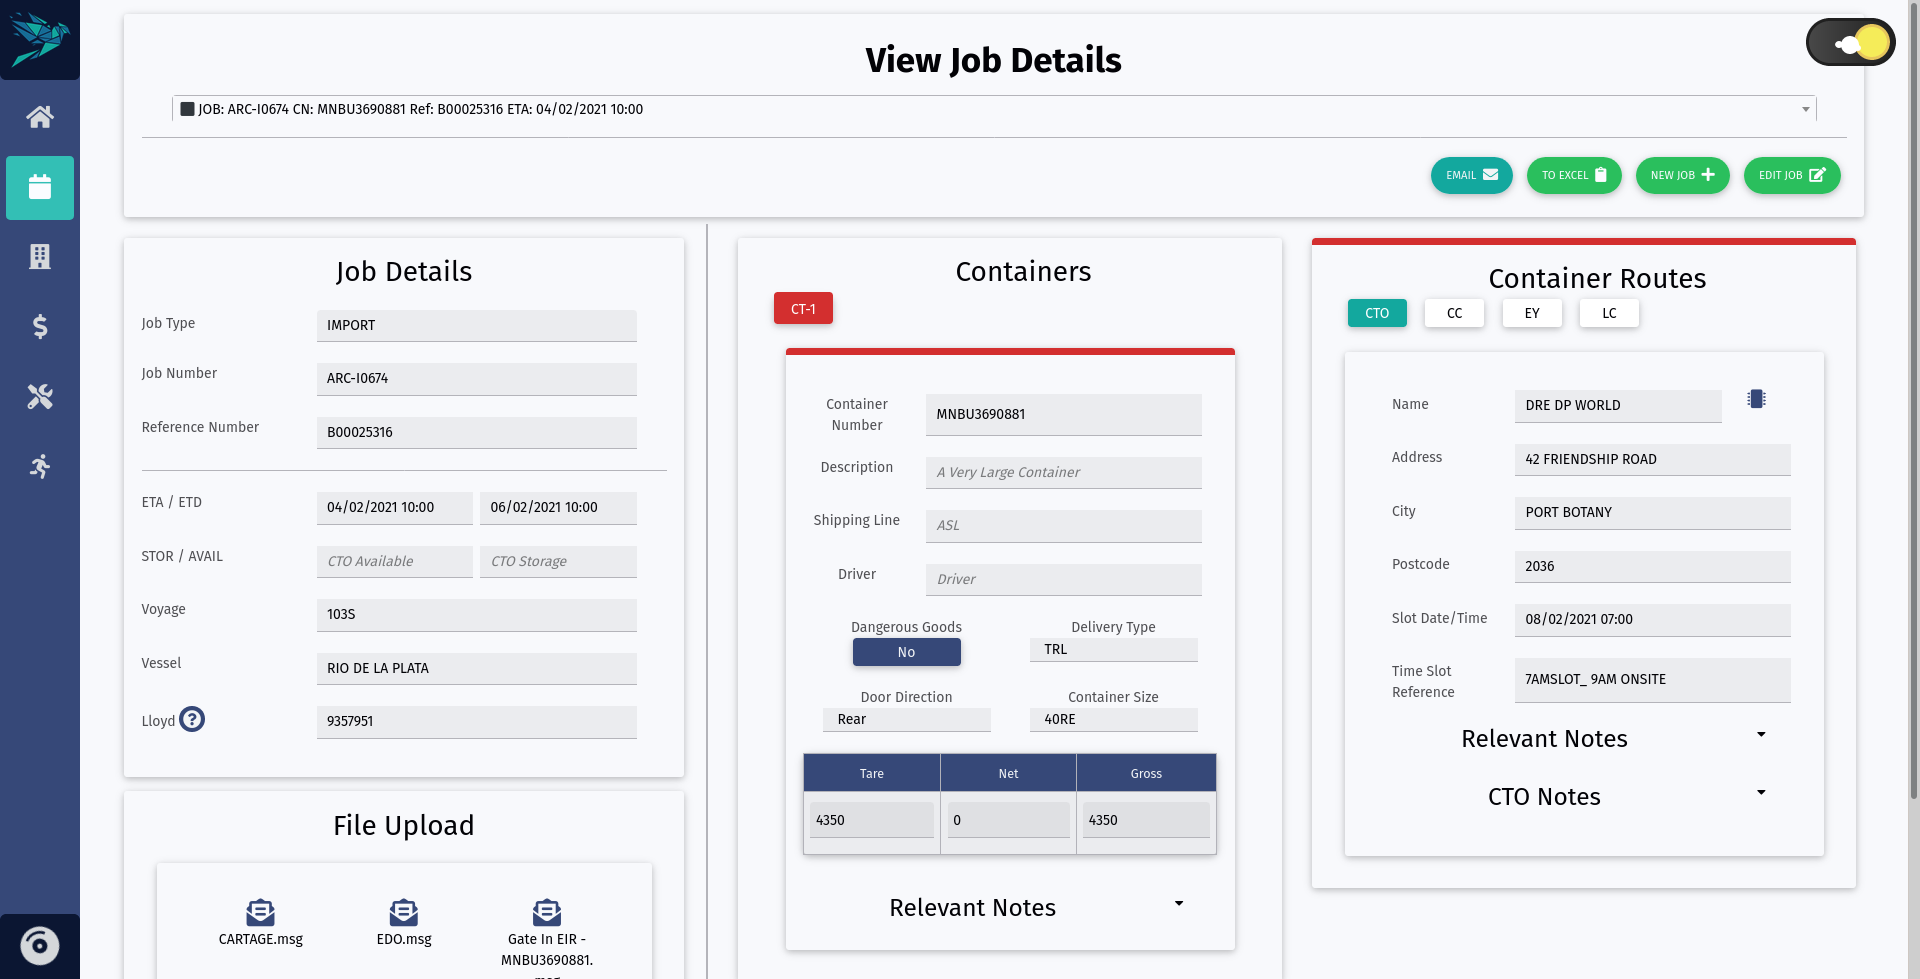 View Job Details
JOB: ARC-I0674 CN: MNBU3690881 Ref: B00025316 ETA: 04/02/2021 10:00
EMAIL
TO EXCEL
NEW JOB
EDIT JOB
Job Details
Job Type
IMPORT
Job Number
ARC-I0674
Reference Number
B00025316
ETA / ETD
04/02/2021 10:00
06/02/2021 10:00
STOR / AVAIL
CTO Available
CTO Storage
Voyage
103S
Vessel
RIO DE LA PLATA
Lloyd
?
9357951
File Upload
CARTAGE.msg
EDO.msg
Gate In EIR -
MNBU3690881.
Containers
CT-1
Container
Number
MNBU3690881
Description
A Very Large Container
Shipping Line
ASL
Driver
Driver
Dangerous Goods
No
Delivery Type
TRL
Door Direction
Rear
Container Size
40RE
Tare
Net
Gross
4350
0
4350
Relevant Notes
Container Routes
CTO
CC
EY
LC
Name
DRE DP WORLD
Address
42 FRIENDSHIP ROAD
City
PORT BOTANY
Postcode
2036
Slot Date/Time
08/02/2021 07:00
Time Slot
Reference
7AMSLOT_ 9AM ONSITE
Relevant Notes
CTO Notes